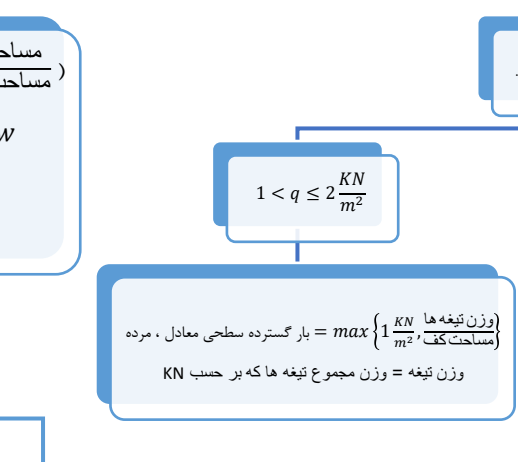 w
1 < q ≤ 2 KN/m²
بار گسترده سطحی معادل ، مرده = max {1 KN/m² , وزن تیغه ها/مساحت کف}
وزن تیغه = وزن مجموع تیغه ها که بر حسب KN